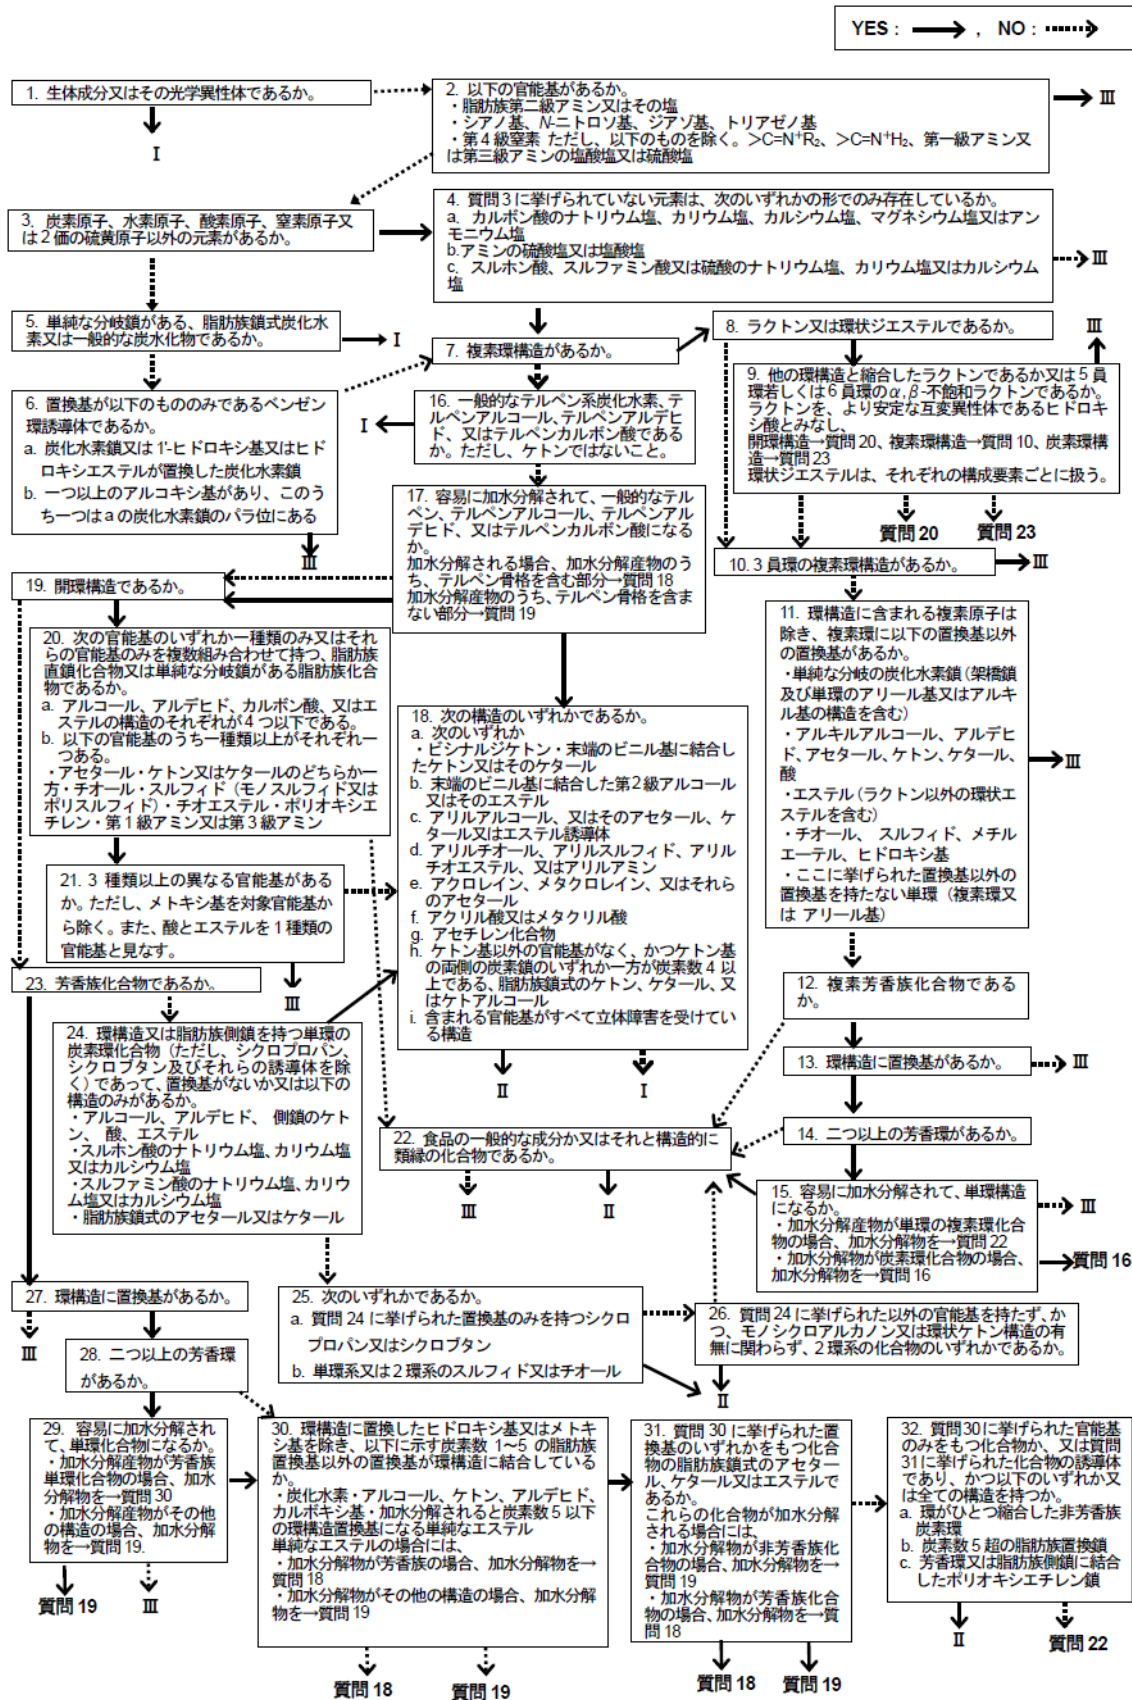 YES： ， NO：
1. 生体成分又はその光学異性体であるか。
I
2. 以下の官能基があるか。
・脂肪族第二級アミン又はその塩
・シアノ基、N-ニトロソ基、ジアゾ基、トリアゼノ基
・第4級窒素 ただし、以下のものを除く。>C=N⁺R₂、>C=N⁺H₂、第一級アミン又
は第三級アミンの塩酸塩又は硫酸塩
III
3. 炭素原子、水素原子、酸素原子、窒素原子又
は2価の硫黄原子以外の元素があるか。
4. 質問3に挙げられていない元素は、次のいずれかの形でのみ存在しているか。
a. カルボン酸のナトリウム塩、カリウム塩、カルシウム塩、マグネシウム塩又はアン
モニウム塩
b.アミンの硫酸塩又は塩酸塩
c. スルホン酸、スルファミン酸又は硫酸のナトリウム塩、カリウム塩又はカルシウム
塩
III
5. 単純な分岐鎖がある、脂肪族鎖式炭化水
素又は一般的な炭水化物であるか。
I
6. 置換基が以下のもののみであるベンゼン
環誘導体であるか。
a. 炭化水素鎖又は1'-ヒドロキシ基又はヒド
ロキシエステルが置換した炭化水素鎖
b. 一つ以上のアルコキシ基があり、このう
ち一つはaの炭化水素鎖のパラ位にある
III
7. 複素環構造があるか。
8. ラクトン又は環状ジエステルであるか。
III
9. 他の環構造と縮合したラクトンであるか又は5員
環若しくは6員環のα,β-不飽和ラクトンであるか。
ラクトンを、より安定な互変異性体であるヒドロキ
シ酸とみなし、
開環構造→質問20、複素環構造→質問10、炭素環構
造→質問23
環状ジエステルは、それぞれの構成要素ごとに扱う。
質問20
質問23
16. 一般的なテルペン系炭化水素、テ
ルペンアルコール、テルペンアルデヒ
ド、又はテルペンカルボン酸であ
るか。ただし、ケトンではないこと。
I
17. 容易に加水分解されて、一般的なテル
ペン、テルペンアルコール、テルペンアル
デヒド、又はテルペンカルボン酸になる
か。
加水分解される場合、加水分解産物のう
ち、テルペン骨格を含む部分→質問18
加水分解産物のうち、テルペン骨格を含ま
ない部分→質問19
10. 3員環の複素環構造があるか。
III
11. 環構造に含まれる複素原子は
除き、複素環に以下の置換基以外
の置換基があるか。
・単純な分岐の炭化水素鎖(架橋鎖
及び単環のアリール基又はアルキ
ル基の構造を含む)
・アルキルアルコール、アルデヒ
ド、アセタール、ケトン、ケタール、
酸
・エステル(ラクトン以外の環状エ
ステルを含む)
・チオール、スルフィド、メチル
エーテル、ヒドロキシ基
・ここに挙げられた置換基以外の
置換基を持たない単環(複素環又
は アリール基)
III
19. 開環構造であるか。
20. 次の官能基のいずれか一種類のみ又はそれ
らの官能基のみを複数組み合わせて持つ、脂肪族
直鎖化合物又は単純な分岐鎖がある脂肪族化合
物であるか。
a. アルコール、アルデヒド、カルボン酸、又はエ
ステルの構造のそれぞれが4つ以下である。
b. 以下の官能基のうち一種類以上がそれぞれ一
つある。
・アセタール・ケトン又はケタールのどちらか一
方・チオール・スルフィド(モノスルフィド又は
ポリスルフィド)・チオエステル・ポリオキシエ
チレン・第1級アミン又は第3級アミン
21. 3種類以上の異なる官能基がある
か。ただし、メトキシ基を対象官能基か
ら除く。また、酸とエステルを1種類の
官能基と見なす。
III
18. 次の構造のいずれかであるか。
a. 次のいずれか
・ビシナルジケトン・末端のビニル基に結合し
たケトン又はそのケタール
b. 末端のビニル基に結合した第2級アルコール
又はそのエステル
c. アリルアルコール、又はそのアセタール、ケ
タール又はエステル誘導体
d. アリルチオール、アリルスルフィド、アリル
チオエステル、又はアリルアミン
e. アクロレイン、メタクロレイン、又はそれら
のアセタール
f. アクリル酸又はメタクリル酸
g. アセチレン化合物
h. ケトン基以外の官能基がなく、かつケトン基
の両側の炭素鎖のいずれか一方が炭素数4以
上である、脂肪族鎖式のケトン、ケタール、又
はケトアルコール
i. 含まれる官能基がすべて立体障害を受けてい
る構造
II
I
12. 複素芳香族化合物である
か。
13. 環構造に置換基があるか。
III
14. 二つ以上の芳香環があるか。
15. 容易に加水分解されて、単環構造
になるか。
・加水分解産物が単環の複素環化合
物の場合、加水分解物を→質問22
・加水分解物が炭素環化合物の場合、
加水分解物を→質問16
III
質問16
22. 食品の一般的な成分か又はそれと構造的に
類縁の化合物であるか。
III
II
23. 芳香族化合物であるか。
24. 環構造又は脂肪族側鎖を持つ単環の
炭素環化合物(ただし、シクロプロパン、
シクロブタン及びそれらの誘導体を除
く)であって、置換基がないか又は以下の
構造のみがあるか。
・アルコール、アルデヒド、側鎖のケト
ン、 酸、エステル
・スルホン酸のナトリウム塩、カリウム塩
又はカルシウム塩
・スルファミン酸のナトリウム塩、カリウ
ム塩又はカルシウム塩
・脂肪族鎖式のアセタール又はケタール
25. 次のいずれかであるか。
a. 質問24に挙げられた置換基のみを持つシクロ
プロパン又はシクロブタン
b. 単環系又は2環系のスルフィド又はチオール
26. 質問24に挙げられた以外の官能基を持たず、か
つ、モノシクロアルカノン又は環状ケトン構造の有
無に関わらず、2環系の化合物のいずれかであるか。
II
27. 環構造に置換基があるか。
III
28. 二つ以上の芳香環
があるか。
29. 容易に加水分解され
て、単環化合物になるか。
・加水分解産物が芳香族
単環化合物の場合、加水
分解物を→質問30
・加水分解産物がその他
の構造の場合、加水分解
物を→質問19.
質問19
III
30. 環構造に置換したヒドロキシ基又はメトキ
シ基を除き、以下に示す炭素数 1～5 の脂肪族
置換基以外の置換基が環構造に結合している
か。
・炭化水素・アルコール、ケトン、アルデヒド、
カルボキシ基・加水分解されると炭素数5以下
の環構造置換基になる単純なエステル
単純なエステルの場合には、
・加水分解物が芳香族の場合、加水分解物を→
質問18
・加水分解物がその他の構造の場合、加水分解
物を→質問19
質問18
質問19
31. 質問30に挙げられた置
換基のいずれかをもつ化合
物の脂肪族鎖式のアセター
ル、ケタール又はエステルで
あるか。
これらの化合物が加水分解
される場合には、
・加水分解物が非芳香族化
合物の場合、加水分解物を→
質問19
・加水分解物が芳香族化合
物の場合、加水分解物を→質
問18
質問18
質問19
32. 質問30に挙げられた官能基
のみをもつ化合物か、又は質問
31に挙げられた化合物の誘導体
であり、かつ以下のいずれか又
は全ての構造を持つか。
a. 環がひとつ縮合した非芳香族
炭素環
b. 炭素数5超の脂肪族置換鎖
c. 芳香環又は脂肪族側鎖に結合
したポリオキシエチレン鎖
II
質問22